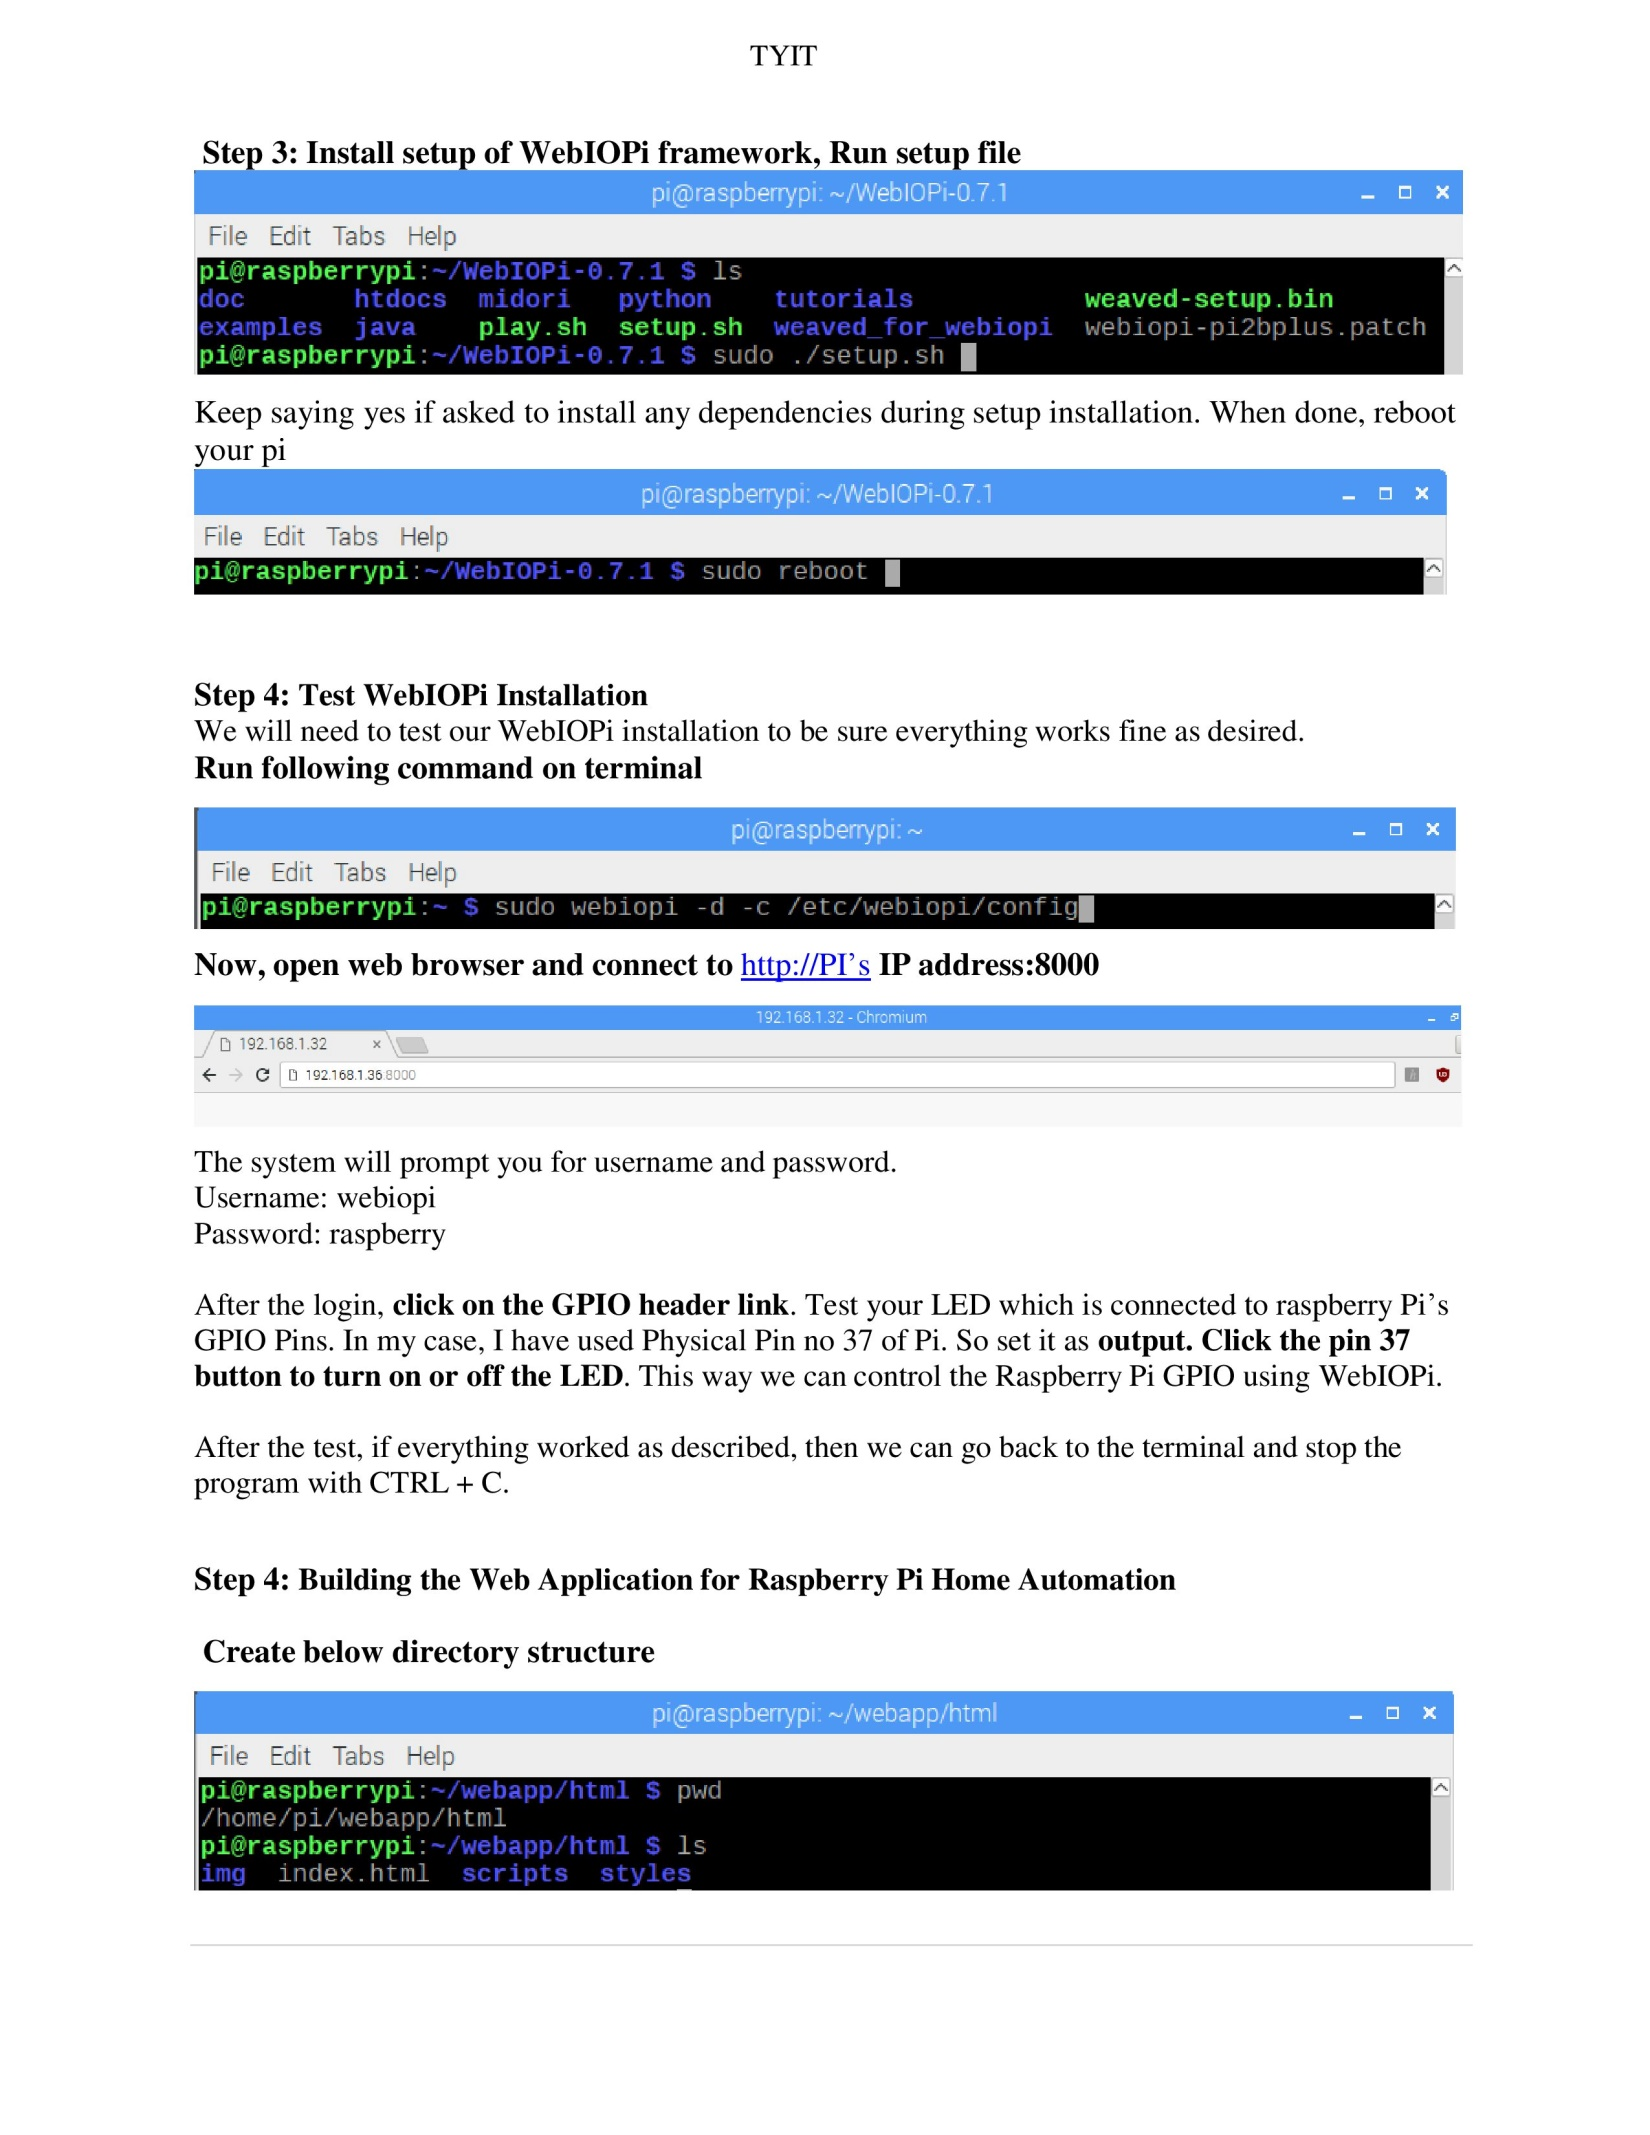 TYIT
Step 3: Install setup of WebIOPi framework, Run setup file
pi@raspberrypi: ~/WebIOPi-0.7.1
File Edit Tabs Help
pi@raspberrypi:~/WebIOPi-0.7.1 $ ls
doc htdocs midori python tutorials weaved-setup.bin
examples java play.sh setup.sh weaved_for_webiopi webiopi-pi2bplus.patch
pi@raspberrypi:~/WebIOPi-0.7.1 $ sudo ./setup.sh
Keep saying yes if asked to install any dependencies during setup installation. When done, reboot
your pi
pi@raspberrypi: ~/WebIOPi-0.7.1
File Edit Tabs Help
pi@raspberrypi:~/WebIOPi-0.7.1 $ sudo reboot
Step 4: Test WebIOPi Installation
We will need to test our WebIOPi installation to be sure everything works fine as desired.
Run following command on terminal
pi@raspberrypi: ~
File Edit Tabs Help
pi@raspberrypi:~ $ sudo webiopi -d -c /etc/webiopi/config
Now, open web browser and connect to http://PI’s IP address:8000
192.168.1.32 - Chromium
192.168.1.32
192.168.1.36:8000
The system will prompt you for username and password.
Username: webiopi
Password: raspberry
After the login, click on the GPIO header link. Test your LED which is connected to raspberry Pi’s
GPIO Pins. In my case, I have used Physical Pin no 37 of Pi. So set it as output. Click the pin 37
button to turn on or off the LED. This way we can control the Raspberry Pi GPIO using WebIOPi.
After the test, if everything worked as described, then we can go back to the terminal and stop the
program with CTRL + C.
Step 4: Building the Web Application for Raspberry Pi Home Automation
Create below directory structure
pi@raspberrypi: ~/webapp/html
File Edit Tabs Help
pi@raspberrypi:~/webapp/html $ pwd
/home/pi/webapp/html
pi@raspberrypi:~/webapp/html $ ls
img index.html scripts styles